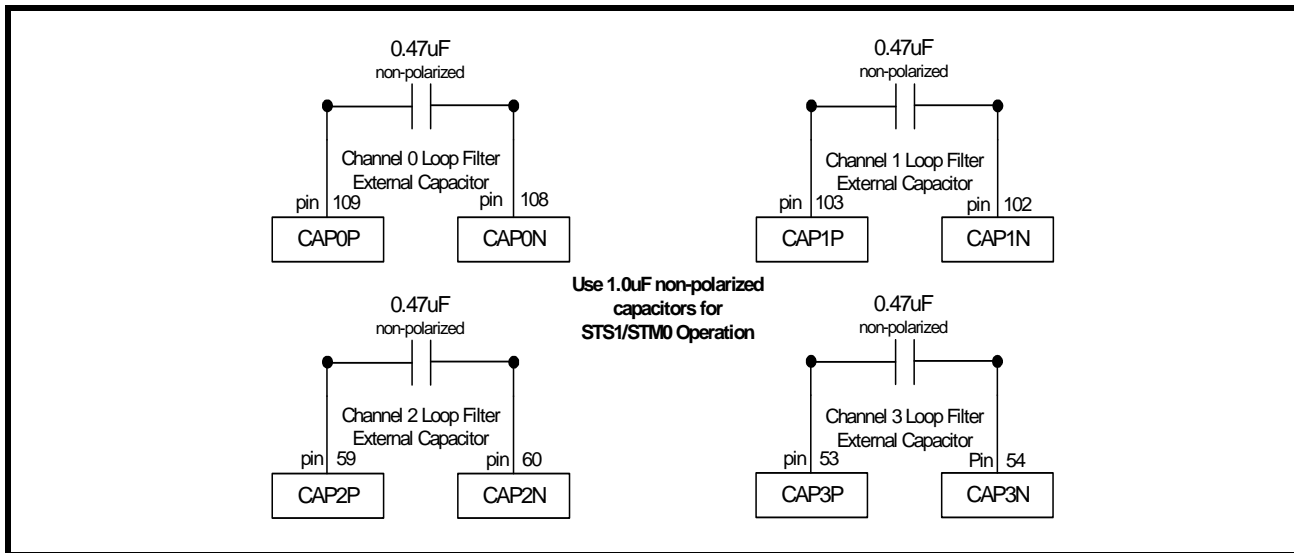 0.47uF
non-polarized
Channel 0 Loop Filter
External Capacitor
pin 109
pin 108
CAP0P
CAP0N
0.47uF
non-polarized
Channel 1 Loop Filter
External Capacitor
pin 103
pin 102
CAP1P
CAP1N
Use 1.0uF non-polarized
capacitors for
STS1/STM0 Operation
0.47uF
non-polarized
Channel 2 Loop Filter
External Capacitor
pin 59
pin 60
CAP2P
CAP2N
0.47uF
non-polarized
Channel 3 Loop Filter
External Capacitor
pin 53
Pin 54
CAP3P
CAP3N